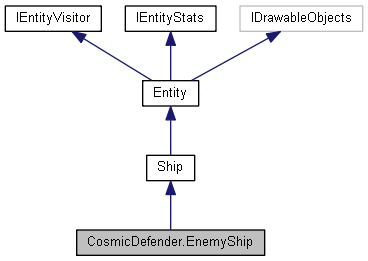 IEntityVisitor
IEntityStats
IDrawableObjects
Entity
Ship
CosmicDefender.EnemyShip